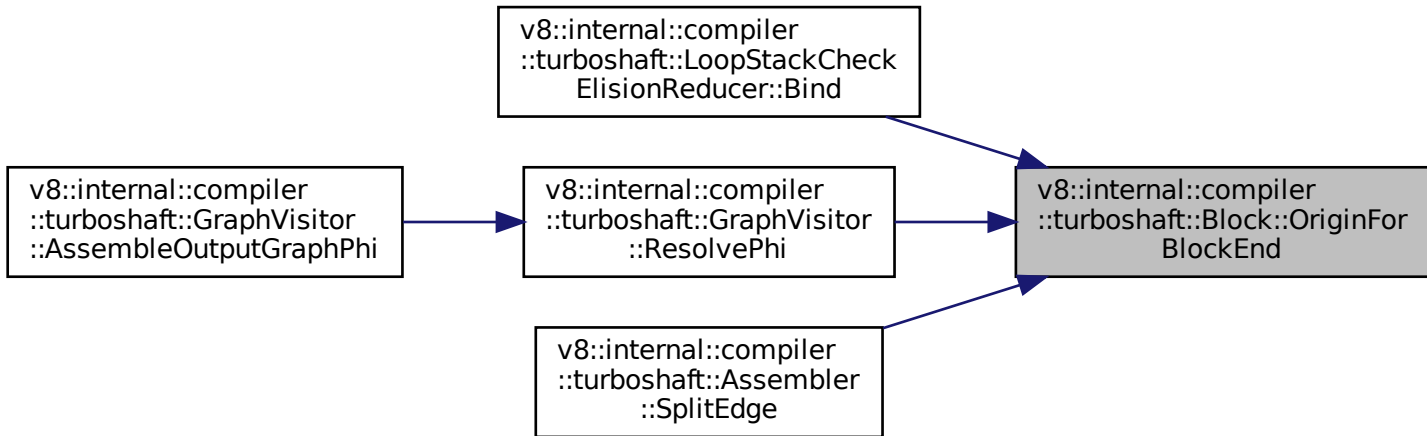 v8::internal::compiler
::turboshaft::LoopStackCheck
ElisionReducer::Bind
v8::internal::compiler
::turboshaft::GraphVisitor
::AssembleOutputGraphPhi
v8::internal::compiler
::turboshaft::GraphVisitor
::ResolvePhi
v8::internal::compiler
::turboshaft::Block::OriginFor
BlockEnd
v8::internal::compiler
::turboshaft::Assembler
::SplitEdge